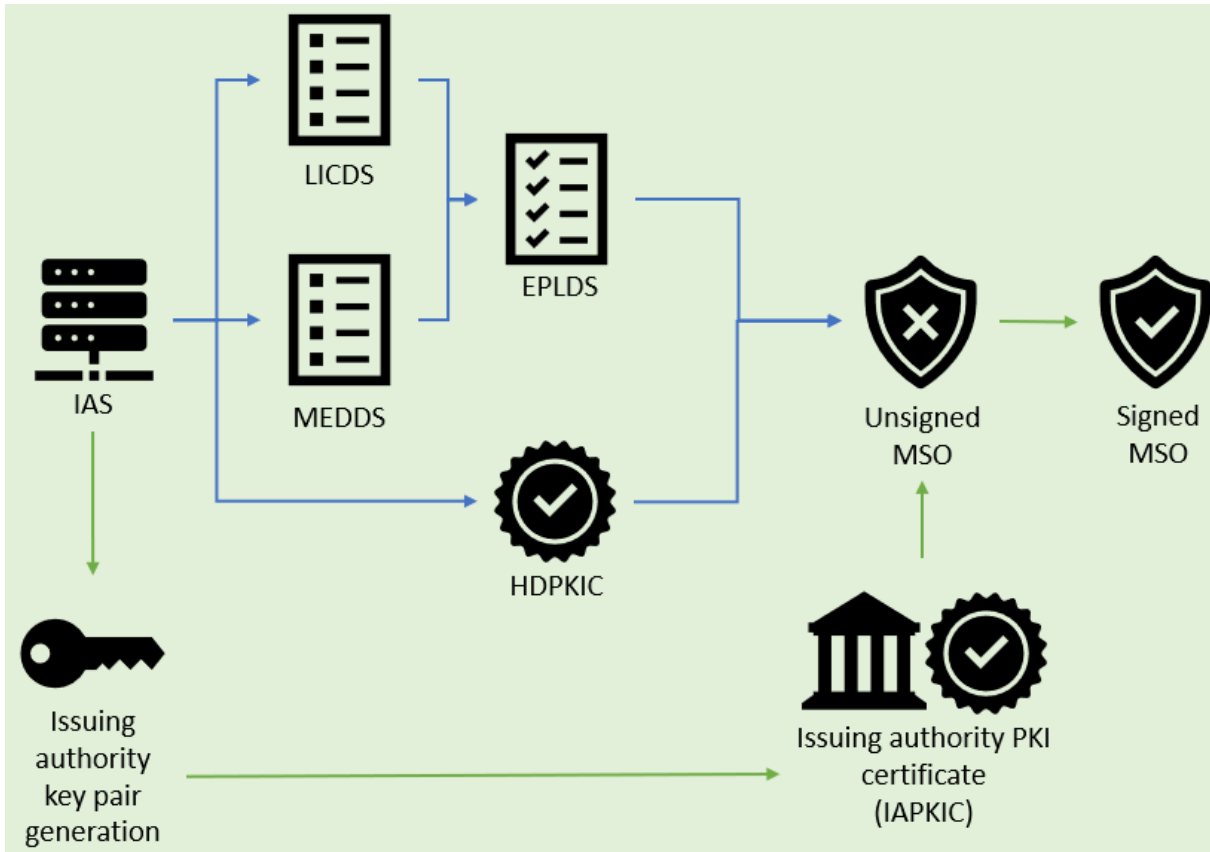 LICDS
EPLDS
IAS
MEDDS
Unsigned
MSO
Signed
MSO
HDPKIC
Issuing
authority
key pair
generation
Issuing authority PKI
certificate
(IAPKIC)